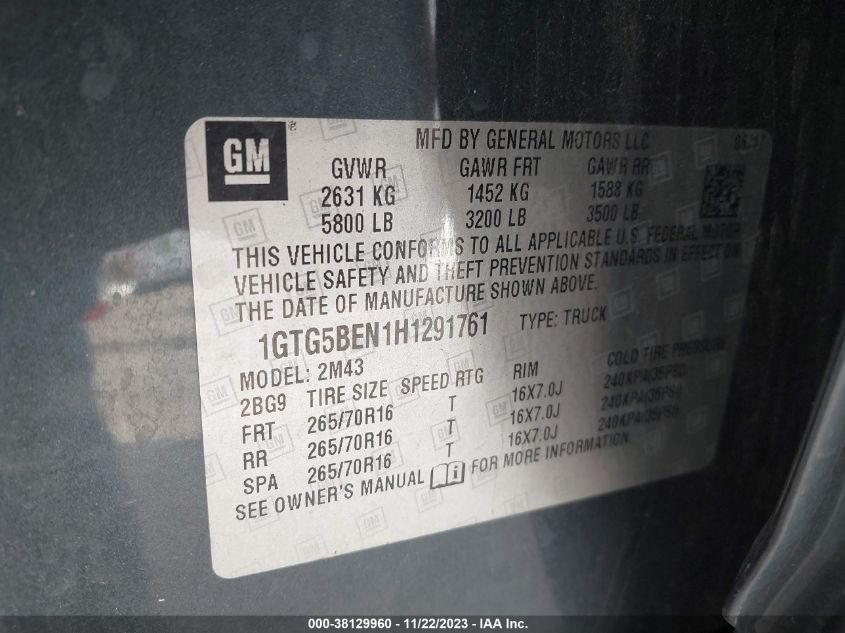 GM
MFD BY GENERAL MOTORS LLC 06/17
GVWR GAWR FRT GAWR RR
2631 KG 1452 KG 1588 KG
5800 LB 3200 LB 3500 LB
THIS VEHICLE CONFORMS TO ALL APPLICABLE U.S. FEDERAL MOTOR
VEHICLE SAFETY AND THEFT PREVENTION STANDARDS IN EFFECT ON
THE DATE OF MANUFACTURE SHOWN ABOVE.
1GTG5BEN1H1291761 TYPE: TRUCK
MODEL: 2M43
2BG9 TIRE SIZE SPEED RTG RIM COLD TIRE PRESSURE
FRT 265/70R16 T 16X7.0J 240KPA(35PSI)
RR 265/70R16 T 16X7.0J 240KPA(35PSI)
SPA 265/70R16 T 16X7.0J 240KPA(35PSI)
SEE OWNER'S MANUAL FOR MORE INFORMATION.
000-38129960 - 11/22/2023 - IAA Inc.